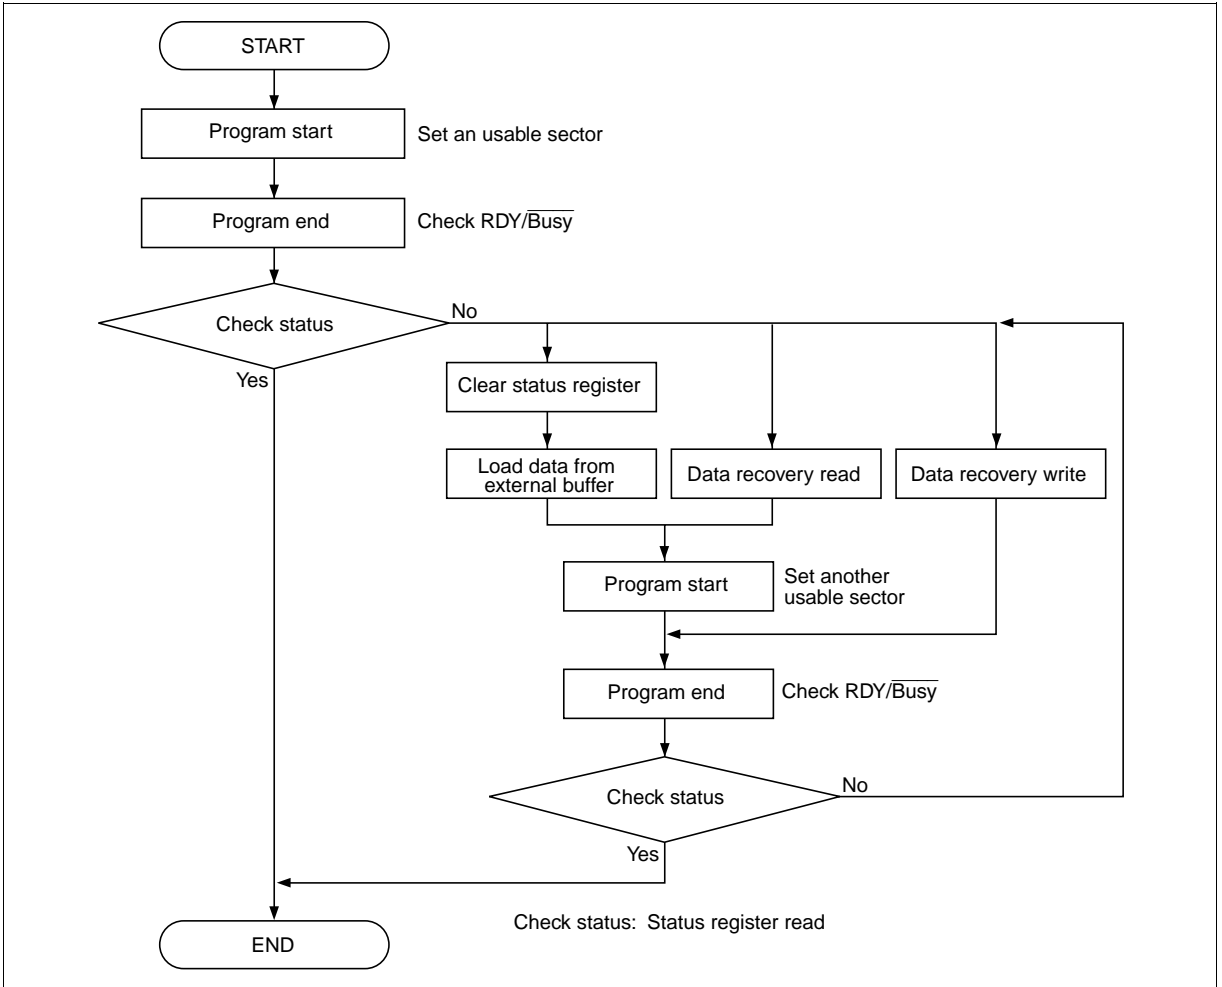 START
Program start
Set an usable sector
Program end
Check RDY/Busy
Check status
No
Yes
Clear status register
Load data from
external buffer
Data recovery read
Data recovery write
Program start
Set another
usable sector
Program end
Check RDY/Busy
Check status
No
Yes
Check status: Status register read
END